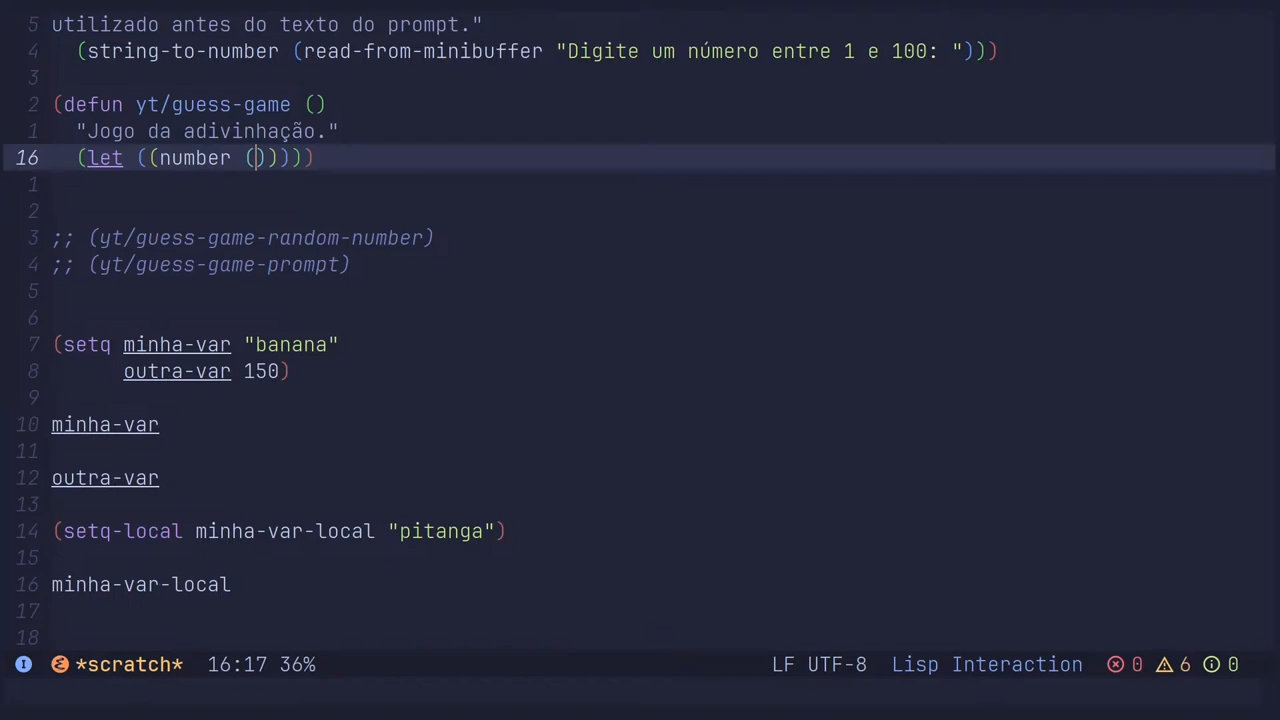 5 utilizado antes do texto do prompt."
4   (string-to-number (read-from-minibuffer "Digite um número entre 1 e 100: ")))
3
2 (defun yt/guess-game ()
1   "Jogo da adivinhação."
16   (let ((number ()))))
1
2
3 ;; (yt/guess-game-random-number)
4 ;; (yt/guess-game-prompt)
5
6
7 (setq minha-var "banana"
8       outra-var 150)
9
10 minha-var
11
12 outra-var
13
14 (setq-local minha-var-local "pitanga")
15
16 minha-var-local
17
18
I *scratch* 16:17 36% LF UTF-8 Lisp Interaction 0 6 0